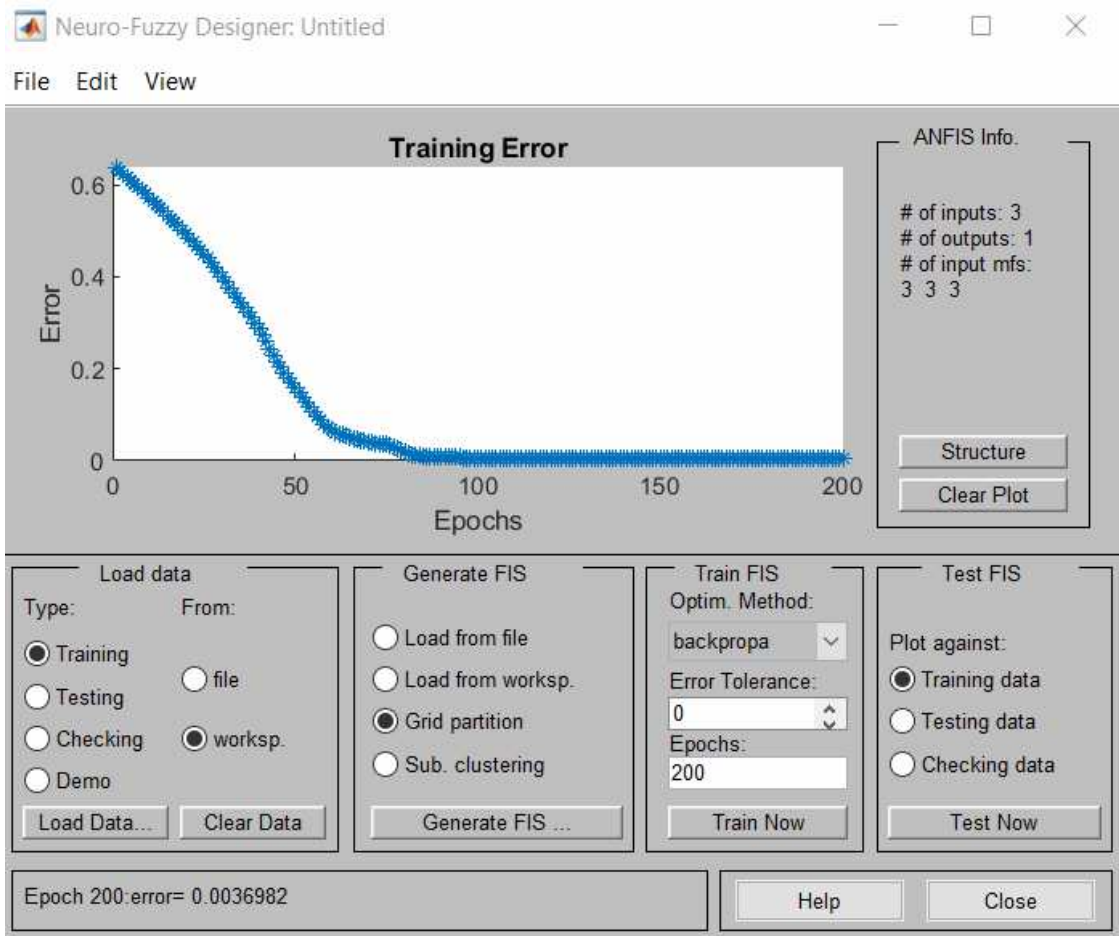 Neuro-Fuzzy Designer: Untitled
File Edit View
Training Error
0.6
0.4
0.2
0
Error
0 50 100 150 200
Epochs
ANFIS Info.
# of inputs: 3
# of outputs: 1
# of input mfs:
3 3 3
Structure
Clear Plot
Load data
Type: From:
Training
file
Testing
Checking worksp.
Demo
Load Data... Clear Data
Generate FIS
Load from file
Load from worksp.
Grid partition
Sub. clustering
Generate FIS ...
Train FIS
Optim. Method:
backpropa
Error Tolerance:
0
Epochs:
200
Train Now
Test FIS
Plot against:
Training data
Testing data
Checking data
Test Now
Epoch 200:error= 0.0036982
Help Close